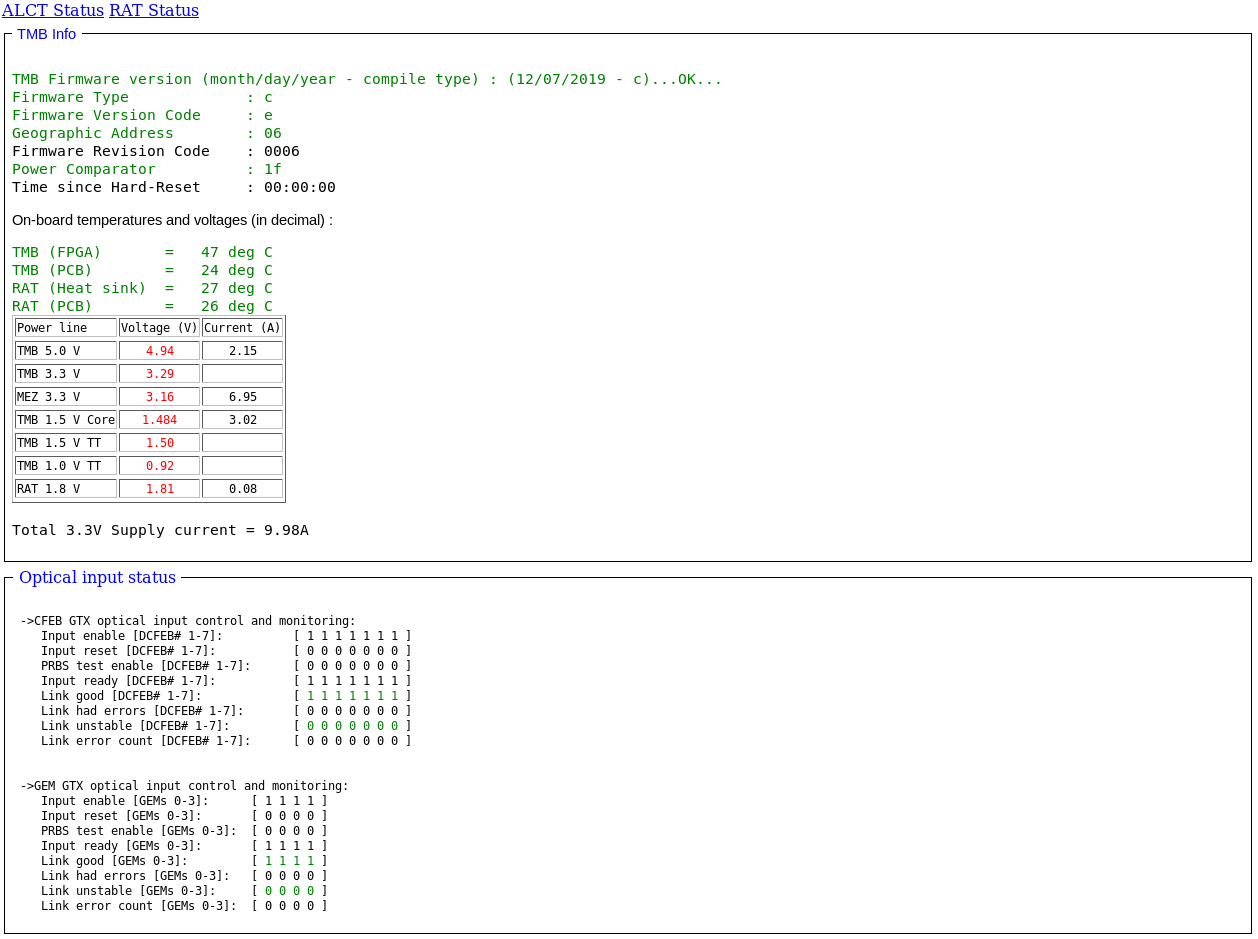 ALCT Status RAT Status
TMB Info
TMB Firmware version (month/day/year - compile type) : (12/07/2019 - c)...OK...
Firmware Type : c
Firmware Version Code : e
Geographic Address : 06
Firmware Revision Code : 0006
Power Comparator : 1f
Time since Hard-Reset : 00:00:00
On-board temperatures and voltages (in decimal) :
TMB (FPGA) = 47 deg C
TMB (PCB) = 24 deg C
RAT (Heat sink) = 27 deg C
RAT (PCB) = 26 deg C
Power line Voltage (V) Current (A)
TMB 5.0 V 4.94 2.15
TMB 3.3 V 3.29
MEZ 3.3 V 3.16 6.95
TMB 1.5 V Core 1.484 3.02
TMB 1.5 V TT 1.50
TMB 1.0 V TT 0.92
RAT 1.8 V 1.81 0.08
Total 3.3V Supply current = 9.98A
Optical input status
->CFEB GTX optical input control and monitoring:
Input enable [DCFEB# 1-7]: [ 1 1 1 1 1 1 1 ]
Input reset [DCFEB# 1-7]: [ 0 0 0 0 0 0 0 ]
PRBS test enable [DCFEB# 1-7]: [ 0 0 0 0 0 0 0 ]
Input ready [DCFEB# 1-7]: [ 1 1 1 1 1 1 1 ]
Link good [DCFEB# 1-7]: [ 1 1 1 1 1 1 1 ]
Link had errors [DCFEB# 1-7]: [ 0 0 0 0 0 0 0 ]
Link unstable [DCFEB# 1-7]: [ 0 0 0 0 0 0 0 ]
Link error count [DCFEB# 1-7]: [ 0 0 0 0 0 0 0 ]
->GEM GTX optical input control and monitoring:
Input enable [GEMs 0-3]: [ 1 1 1 1 ]
Input reset [GEMs 0-3]: [ 0 0 0 0 ]
PRBS test enable [GEMs 0-3]: [ 0 0 0 0 ]
Input ready [GEMs 0-3]: [ 1 1 1 1 ]
Link good [GEMs 0-3]: [ 1 1 1 1 ]
Link had errors [GEMs 0-3]: [ 0 0 0 0 ]
Link unstable [GEMs 0-3]: [ 0 0 0 0 ]
Link error count [GEMs 0-3]: [ 0 0 0 0 ]